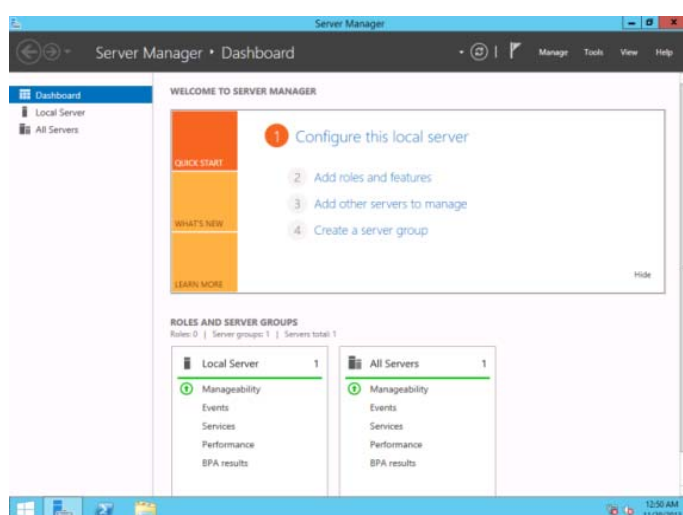 Server Manager
Server Manager • Dashboard
Manage Tools View Help
Dashboard
Local Server
All Servers
WELCOME TO SERVER MANAGER
QUICK START
WHAT'S NEW
LEARN MORE
1 Configure this local server
2 Add roles and features
3 Add other servers to manage
4 Create a server group
Hide
ROLES AND SERVER GROUPS
Roles: 0 | Server groups: 1 | Servers total: 1
Local Server 1
Manageability
Events
Services
Performance
BPA results
All Servers 1
Manageability
Events
Services
Performance
BPA results
12:50 AM